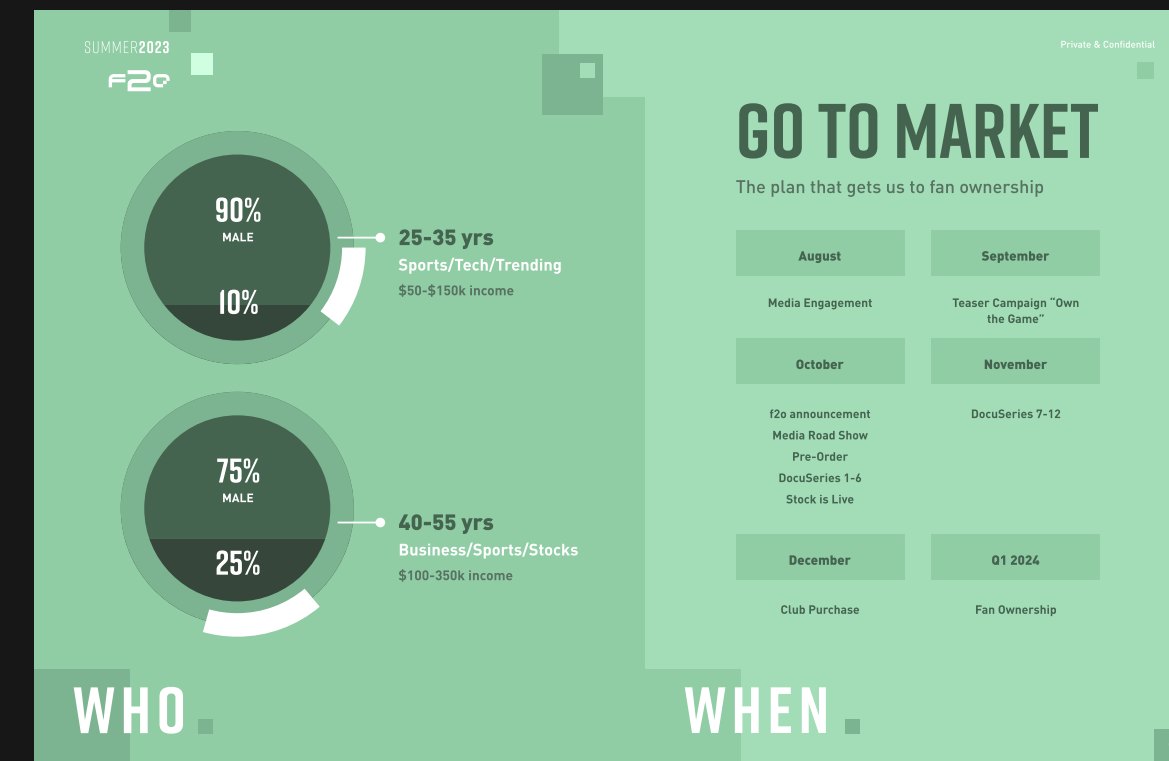 SUMMER2023
f2o
90%
MALE
10%
25-35 yrs
Sports/Tech/Trending
$50-$150k income
75%
MALE
25%
40-55 yrs
Business/Sports/Stocks
$100-350k income
WHO
Private & Confidential
GO TO MARKET
The plan that gets us to fan ownership
August
September
Media Engagement
Teaser Campaign “Own
the Game”
October
November
f2o announcement
Media Road Show
Pre-Order
DocuSeries 1-6
Stock is Live
DocuSeries 7-12
December
Q1 2024
Club Purchase
Fan Ownership
WHEN